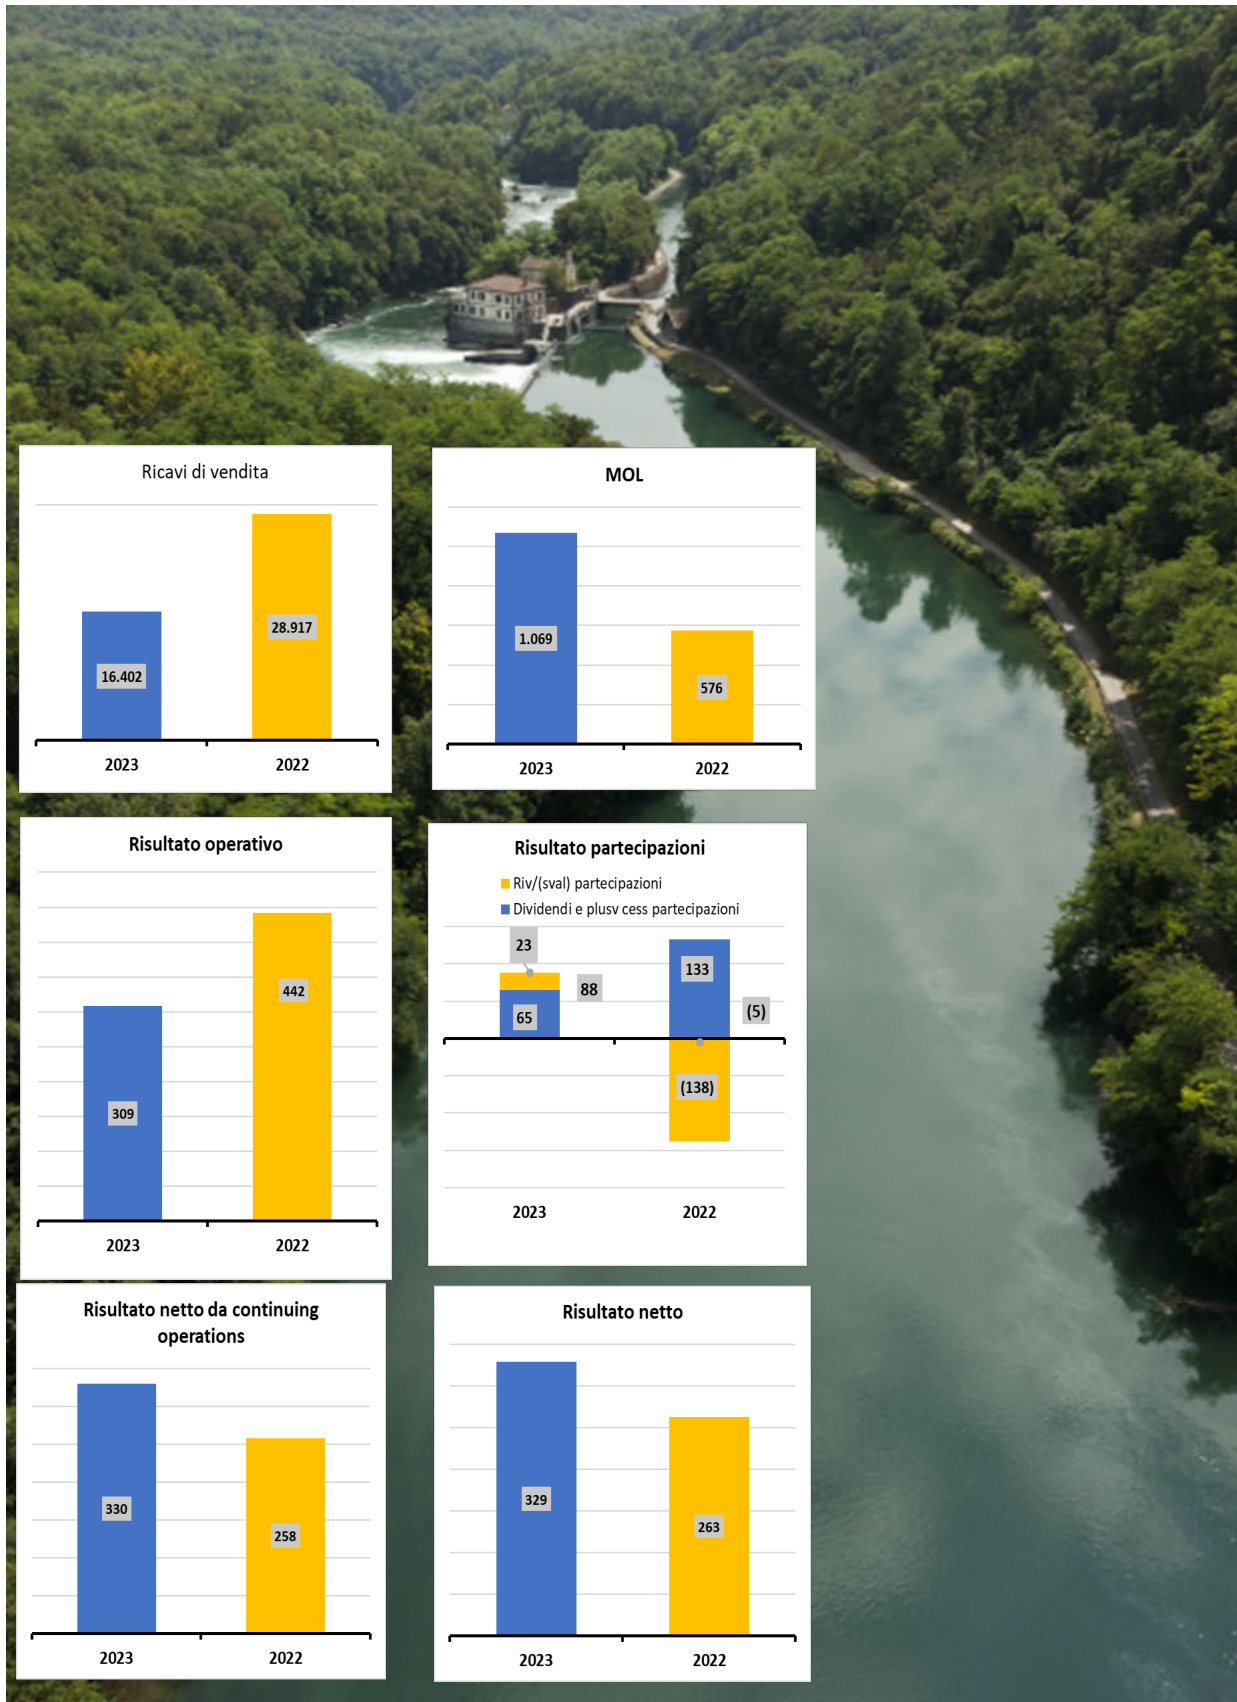 Ricavi di vendita
28.917
16.402
2023 2022
MOL
1.069
576
2023 2022
Risultato operativo
442
309
2023 2022
Risultato partecipazioni
Riv/(sval) partecipazioni
Dividendi e plusv cess partecipazioni
23
133
88
(5)
65
(138)
2023 2022
Risultato netto da continuing
operations
330
258
2023 2022
Risultato netto
329
263
2023 2022